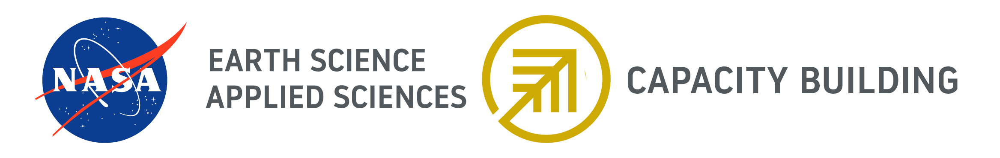 NASA
EARTH SCIENCE
APPLIED SCIENCES
CAPACITY BUILDING